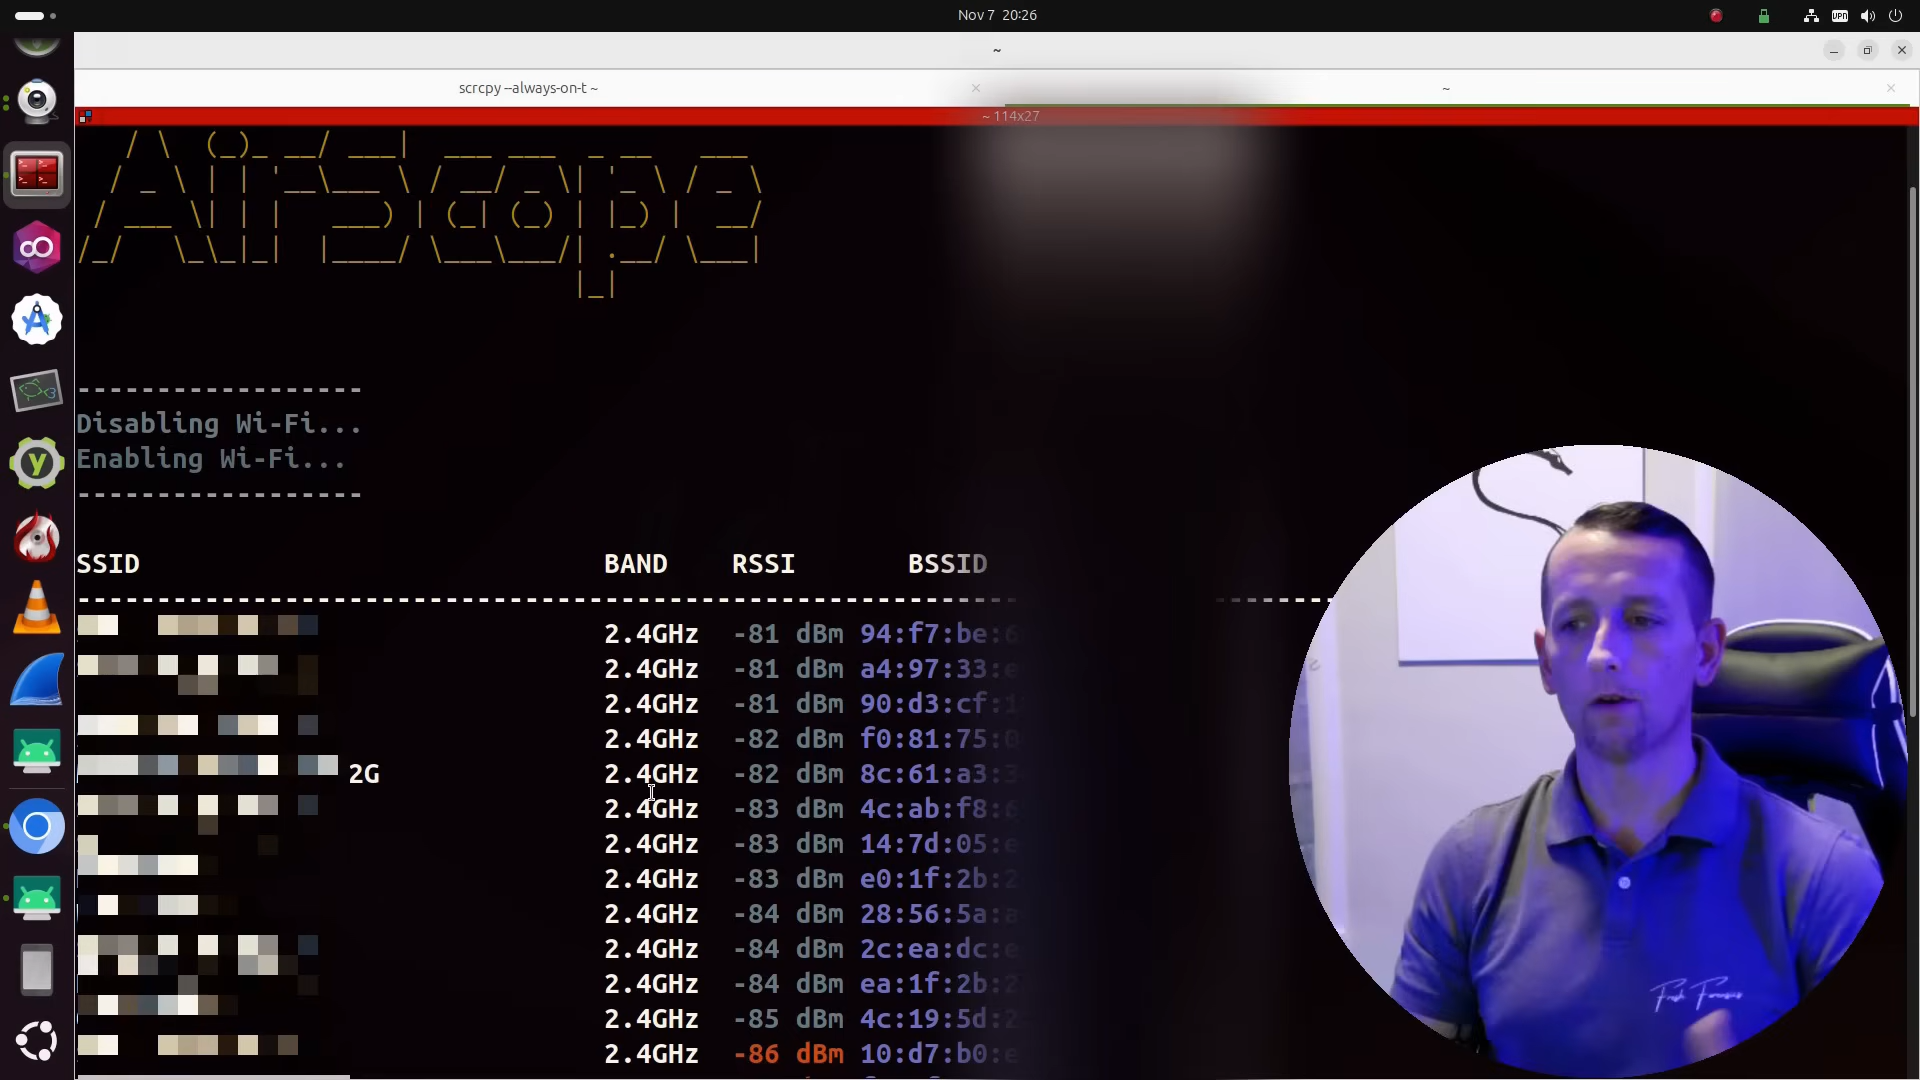 Nov 7 20:26
~
scrcpy --always-on-t ~
~
~ 114x27
AirScope
------------------
Disabling Wi-Fi...
Enabling Wi-Fi...
------------------
SSID BAND RSSI BSSID
2.4GHz -81 dBm 94:f7:be:
2.4GHz -81 dBm a4:97:33:
2.4GHz -81 dBm 90:d3:cf:
2.4GHz -82 dBm f0:81:75:
2G 2.4GHz -82 dBm 8c:61:a3:
2.4GHz -83 dBm 4c:ab:f8:
2.4GHz -83 dBm 14:7d:05:
2.4GHz -83 dBm e0:1f:2b:
2.4GHz -84 dBm 28:56:5a:
2.4GHz -84 dBm 2c:ea:dc:
2.4GHz -84 dBm ea:1f:2b:
2.4GHz -85 dBm 4c:19:5d:
2.4GHz -86 dBm 10:d7:b0: